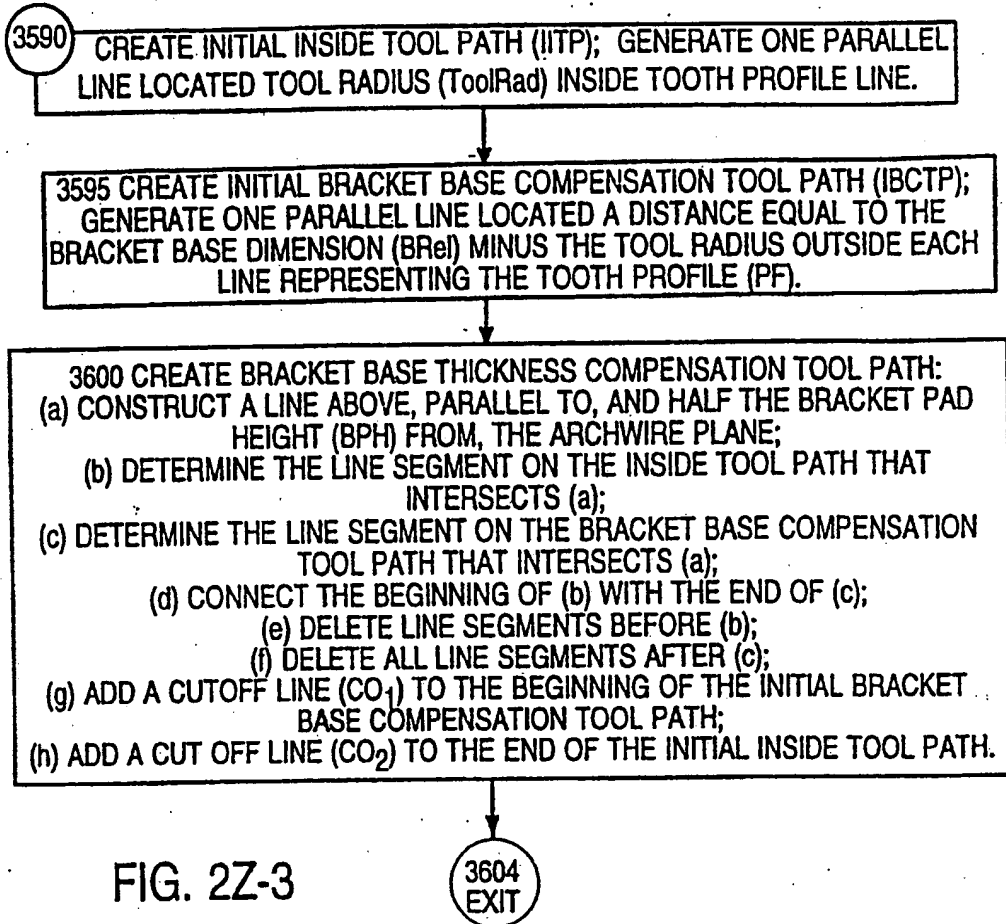 3590 CREATE INITIAL INSIDE TOOL PATH (IITP); GENERATE ONE PARALLEL
LINE LOCATED TOOL RADIUS (ToolRad) INSIDE TOOTH PROFILE LINE.
3595 CREATE INITIAL BRACKET BASE COMPENSATION TOOL PATH (IBCTP);
GENERATE ONE PARALLEL LINE LOCATED A DISTANCE EQUAL TO THE
BRACKET BASE DIMENSION (BRel) MINUS THE TOOL RADIUS OUTSIDE EACH
LINE REPRESENTING THE TOOTH PROFILE (PF).
3600 CREATE BRACKET BASE THICKNESS COMPENSATION TOOL PATH:
(a) CONSTRUCT A LINE ABOVE, PARALLEL TO, AND HALF THE BRACKET PAD
HEIGHT (BPH) FROM, THE ARCHWIRE PLANE;
(b) DETERMINE THE LINE SEGMENT ON THE INSIDE TOOL PATH THAT
INTERSECTS (a);
(c) DETERMINE THE LINE SEGMENT ON THE BRACKET BASE COMPENSATION
TOOL PATH THAT INTERSECTS (a);
(d) CONNECT THE BEGINNING OF (b) WITH THE END OF (c);
(e) DELETE LINE SEGMENTS BEFORE (b);
(f) DELETE ALL LINE SEGMENTS AFTER (c);
(g) ADD A CUTOFF LINE (CO1) TO THE BEGINNING OF THE INITIAL BRACKET
BASE COMPENSATION TOOL PATH;
(h) ADD A CUT OFF LINE (CO2) TO THE END OF THE INITIAL INSIDE TOOL PATH.
3604
EXIT
FIG. 2Z-3